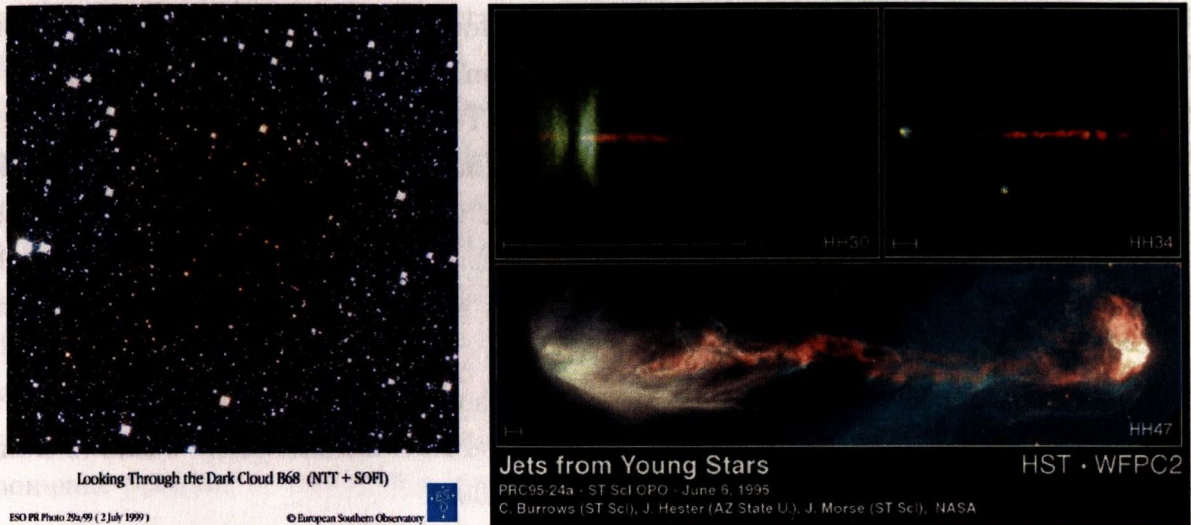 Looking Through the Dark Cloud B68 (NTT + SOFI)
ESO PR Photo 29a/99 ( 2 July 1999 )
© European Southern Observatory
ES
O
HH30
HH34
HH47
Jets from Young Stars
HST · WFPC2
PRC95-24a · ST ScI OPO · June 6, 1995
C. Burrows (ST ScI), J. Hester (AZ State U.), J. Morse (ST ScI), NASA